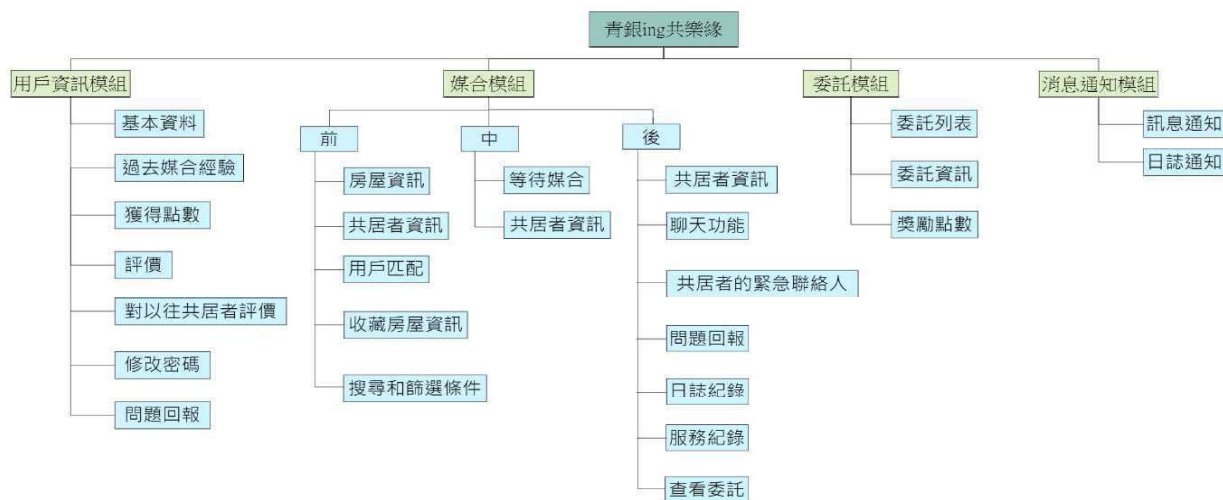 青銀ing共樂緣
用戶資訊模組
基本資料
過去媒合經驗
獲得點數
評價
對以往共居者評價
修改密碼
問題回報
媒合模組
前
房屋資訊
共居者資訊
用戶匹配
收藏房屋資訊
搜尋和篩選條件
中
等待媒合
共居者資訊
後
共居者資訊
聊天功能
共居者的緊急聯絡人
問題回報
日誌紀錄
服務紀錄
查看委託
委託模組
委託列表
委託資訊
獎勵點數
消息通知模組
訊息通知
日誌通知